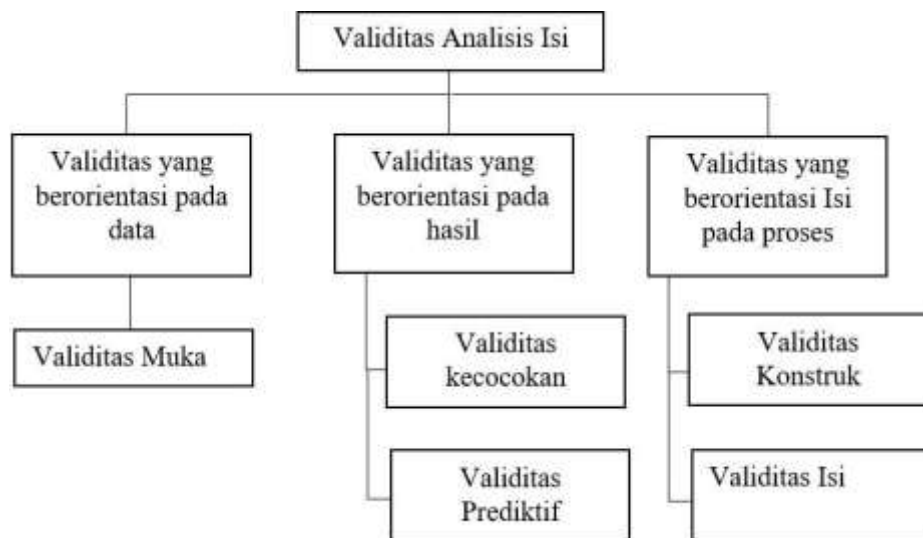 Validitas Analisis Isi
Validitas yang
berorientasi pada
data
Validitas yang
berorientasi pada
hasil
Validitas yang
berorientasi Isi
pada proses
Validitas Muka
Validitas
kecocokan
Validitas
Konstruk
Validitas
Prediktif
Validitas Isi